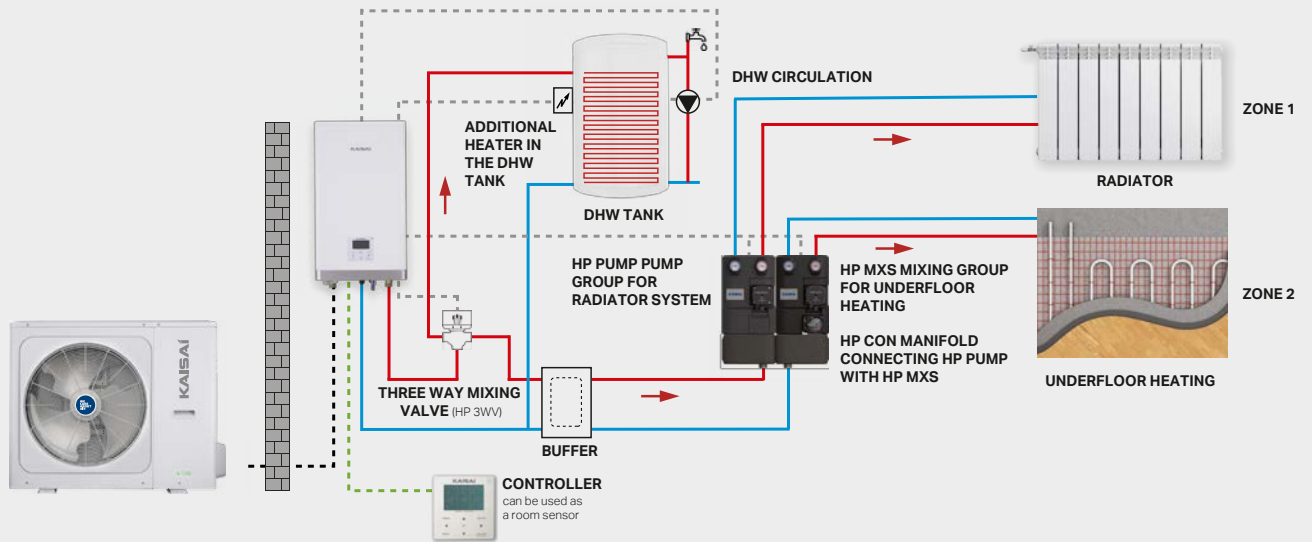 DHW CIRCULATION
ZONE 1
KAISAI
ADDITIONAL
HEATER IN
THE DHW
TANK
RADIATOR
DHW TANK
HP PUMP PUMP
GROUP FOR
RADIATOR SYSTEM
HP MXS MIXING GROUP
FOR UNDERFLOOR
HEATING
ZONE 2
HP CON MANIFOLD
CONNECTING HP PUMP
WITH HP MXS
KAISAI
UNDERFLOOR HEATING
THREE WAY MIXING
VALVE (HP 3WV)
BUFFER
KAISAI
CONTROLLER
can be used as
a room sensor